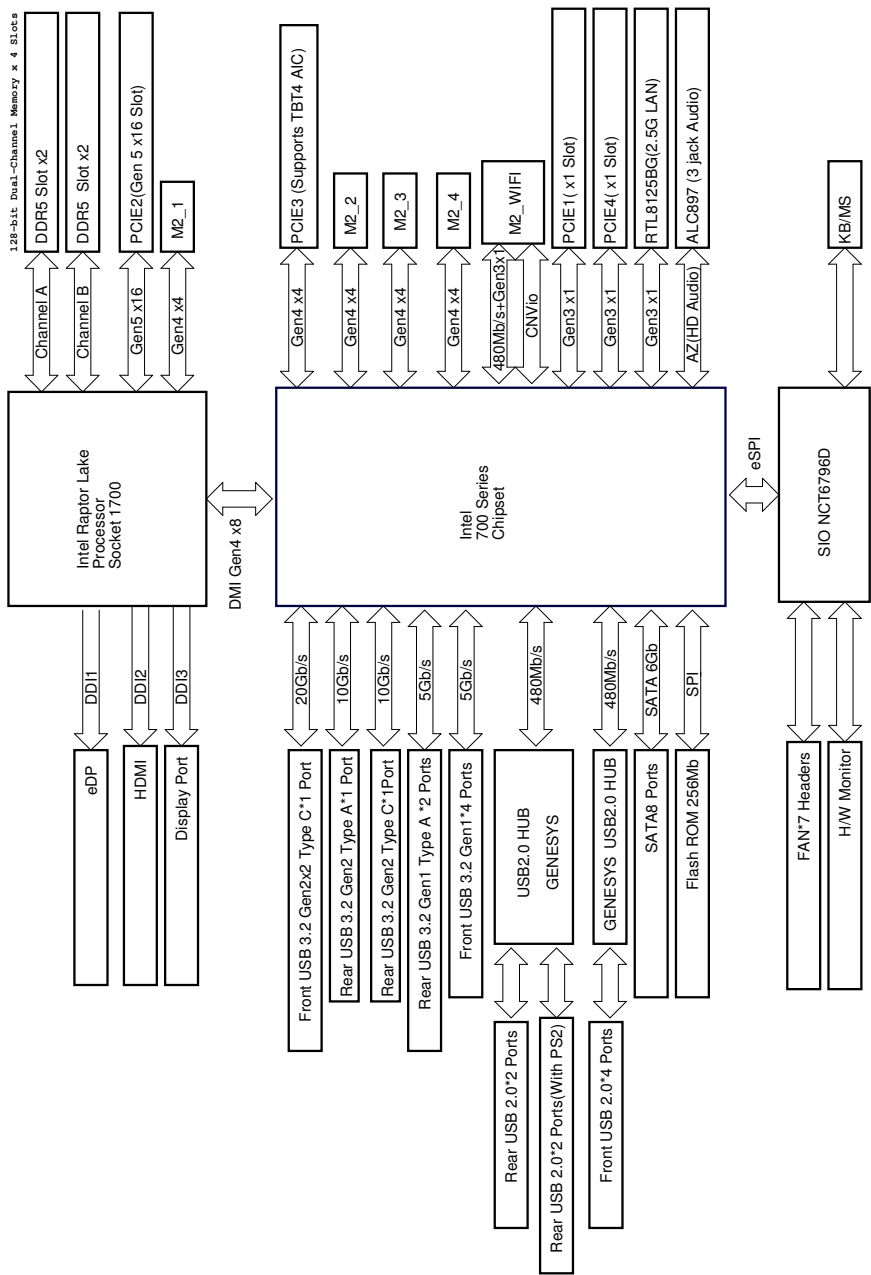 128-bit Dual-Channel Memory x 4 Slots
DDR5 Slot x2
DDR5 Slot x2
PCIE2(Gen 5 x16 Slot)
M2_1
Channel A
Channel B
Gen5 x16
Gen4 x4
Intel Raptor Lake
Processor
Socket 1700
DDI1
DDI2
DDI3
eDP
HDMI
Display Port
DMI Gen4 x8
PCIE3 (Supports TBT4 AIC)
M2_2
M2_3
M2_4
M2_WIFI
PCIE1( x1 Slot)
PCIE4( x1 Slot)
RTL8125BG(2.5G LAN)
ALC897 (3 jack Audio)
Gen4 x4
Gen4 x4
Gen4 x4
Gen4 x4
480Mb/s+Gen3x1
CNVio
Gen3 x1
Gen3 x1
Gen3 x1
AZ(HD Audio)
Intel
700 Series
Chipset
20Gb/s
10Gb/s
10Gb/s
5Gb/s
5Gb/s
480Mb/s
480Mb/s
SATA 6Gb
SPI
Front USB 3.2 Gen2x2 Type C*1 Port
Rear USB 3.2 Gen2 Type A*1 Port
Rear USB 3.2 Gen2 Type C*1Port
Rear USB 3.2 Gen1 Type A *2 Ports
Front USB 3.2 Gen1*4 Ports
USB2.0 HUB
GENESYS
GENESYS USB2.0 HUB
SATA8 Ports
Flash ROM 256Mb
Rear USB 2.0*2 Ports
Rear USB 2.0*2 Ports(With PS2)
Front USB 2.0*4 Ports
eSPI
KB/MS
SIO NCT6796D
FAN*7 Headers
H/W Monitor